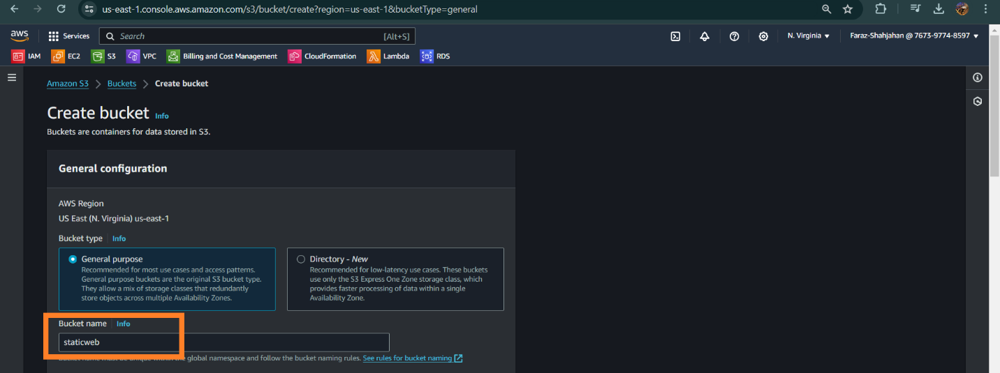 us-east-1.console.aws.amazon.com/s3/bucket/create?region=us-east-1&bucketType=general
aws
Services
Search
[Alt+S]
N. Virginia
Faraz-Shahjahan @ 7673-9774-8597
IAM
EC2
S3
VPC
Billing and Cost Management
CloudFormation
Lambda
RDS
Amazon S3
Buckets
Create bucket
Create bucket Info
Buckets are containers for data stored in S3.
General configuration
AWS Region
US East (N. Virginia) us-east-1
Bucket type Info
General purpose
Recommended for most use cases and access patterns.
General purpose buckets are the original S3 bucket type.
They allow a mix of storage classes that redundantly
store objects across multiple Availability Zones.
Directory - New
Recommended for low-latency use cases. These buckets
use only the S3 Express One Zone storage class, which
provides faster processing of data within a single
Availability Zone.
Bucket name Info
staticweb
Bucket name must be unique within the global namespace and follow the bucket naming rules. See rules for bucket naming